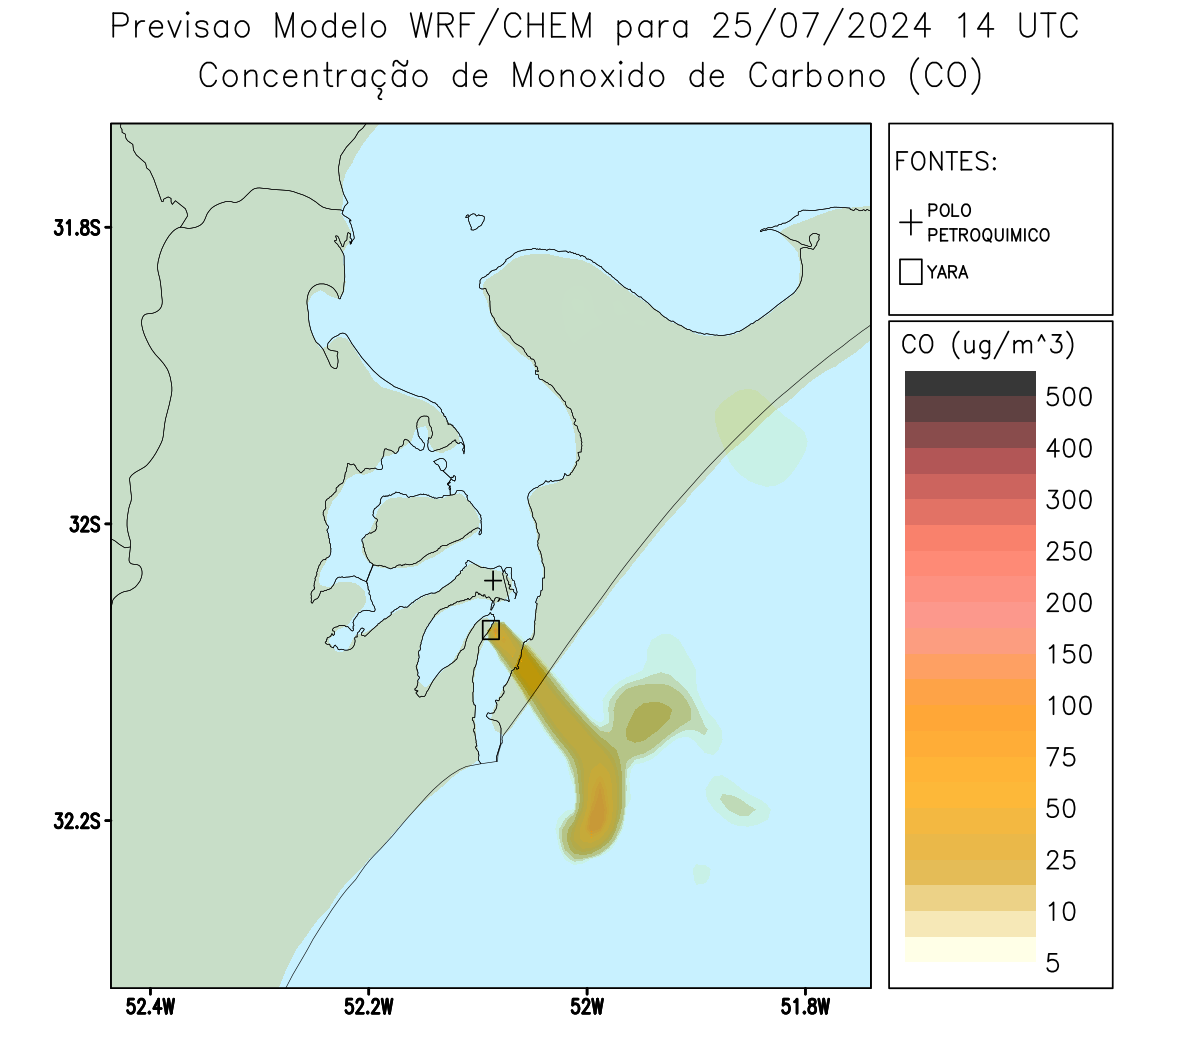 Previsao Modelo WRF/CHEM para 25/07/2024 14 UTC
Concentração de Monoxido de Carbono (CO)
FONTES:
POLO
PETROQUIMICO
YARA
CO (ug/m^3)
500
400
300
250
200
150
100
75
50
25
10
5
31.8S
32S
32.2S
52.4W
52.2W
52W
51.8W